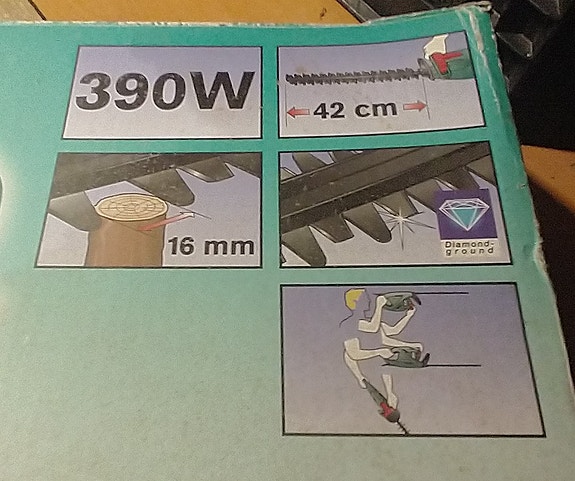 390W
42 cm
16 mm
Diamond-
ground